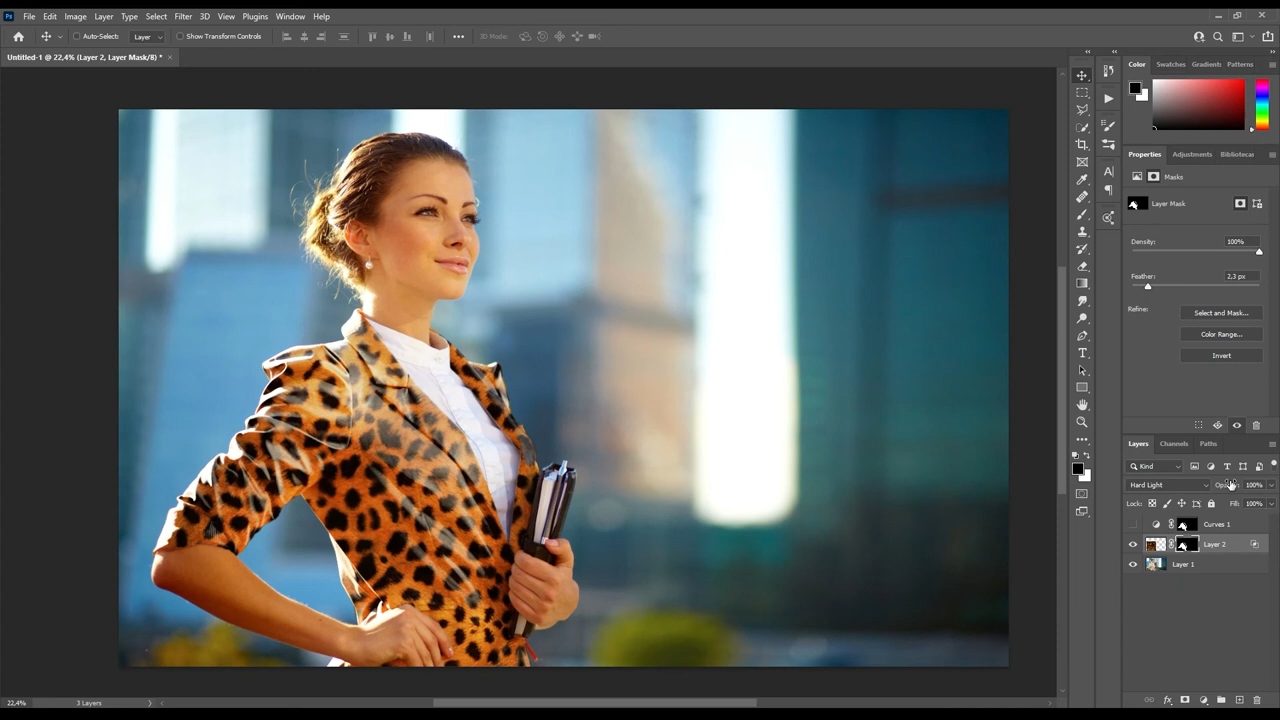 Ps File Edit Image Layer Type Select Filter 3D View Plugins Window Help
Auto-Select: Layer Show Transform Controls 3D Mode:
Untitled-1 @ 22,4% (Layer 2, Layer Mask/8) *
Color Swatches Gradients Patterns
Properties Adjustments Bibliotecas
Masks
Layer Mask
Density: 100%
Feather: 2,3 px
Refine: Select and Mask...
Color Range...
Invert
Layers Channels Paths
Kind
Hard Light 100%
Lock: Fill: 100%
Curves 1
Layer 2
Layer 1
22,4% 3 Layers
fx